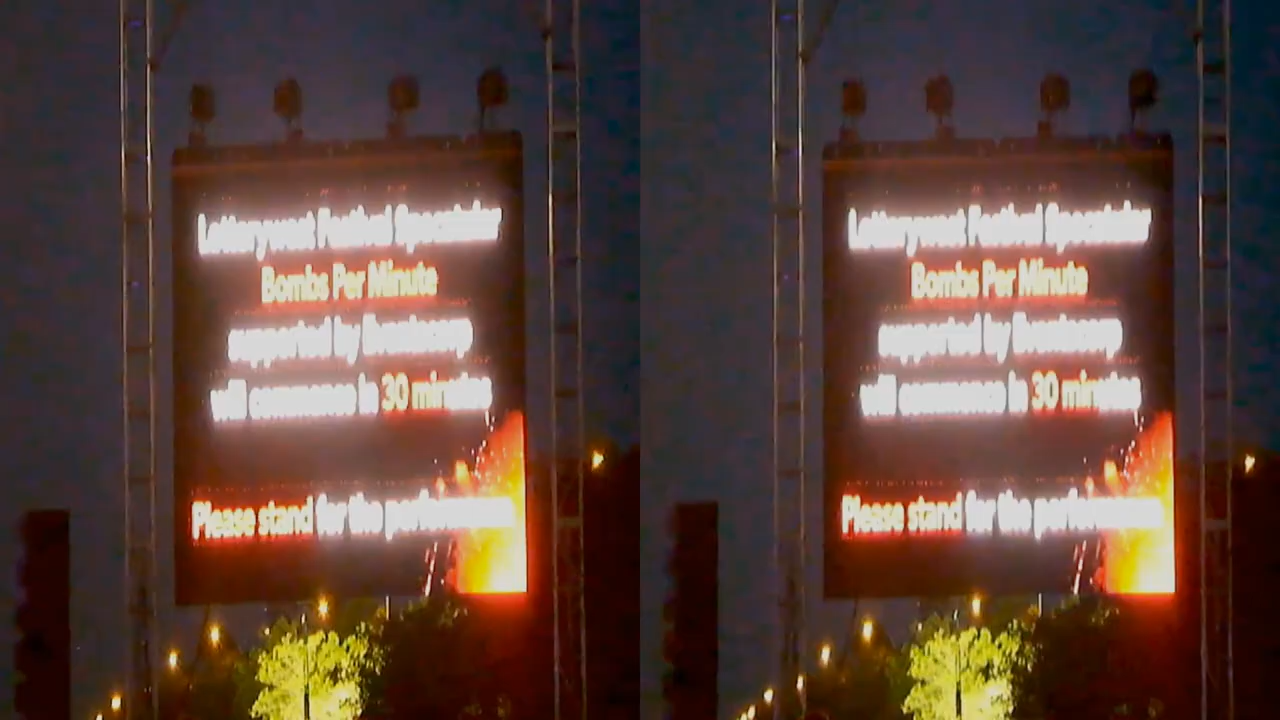 Lotterywest Festival Spectacular
Bombs Per Minute
supported by
will commence in 30 minutes
Please stand for the performance
Lotterywest Festival Spectacular
Bombs Per Minute
supported by
will commence in 30 minutes
Please stand for the performance